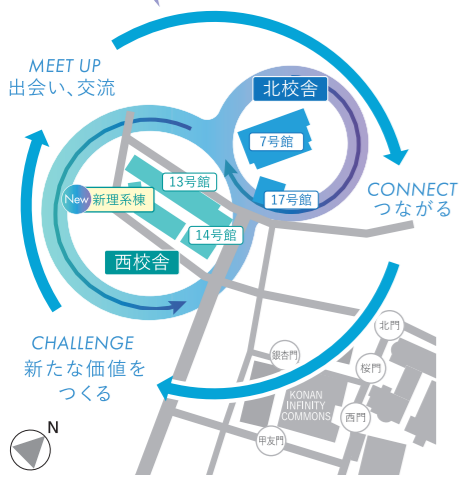 MEET UP
出会い、交流
北校舎
7号館
13号館
17号館
CONNECT
つながる
New 新理系棟
14号館
西校舎
CHALLENGE
新たな価値を
つくる
北門
銀杏門
桜門
KONAN
INFINITY
COMMONS
西門
甲友門
N